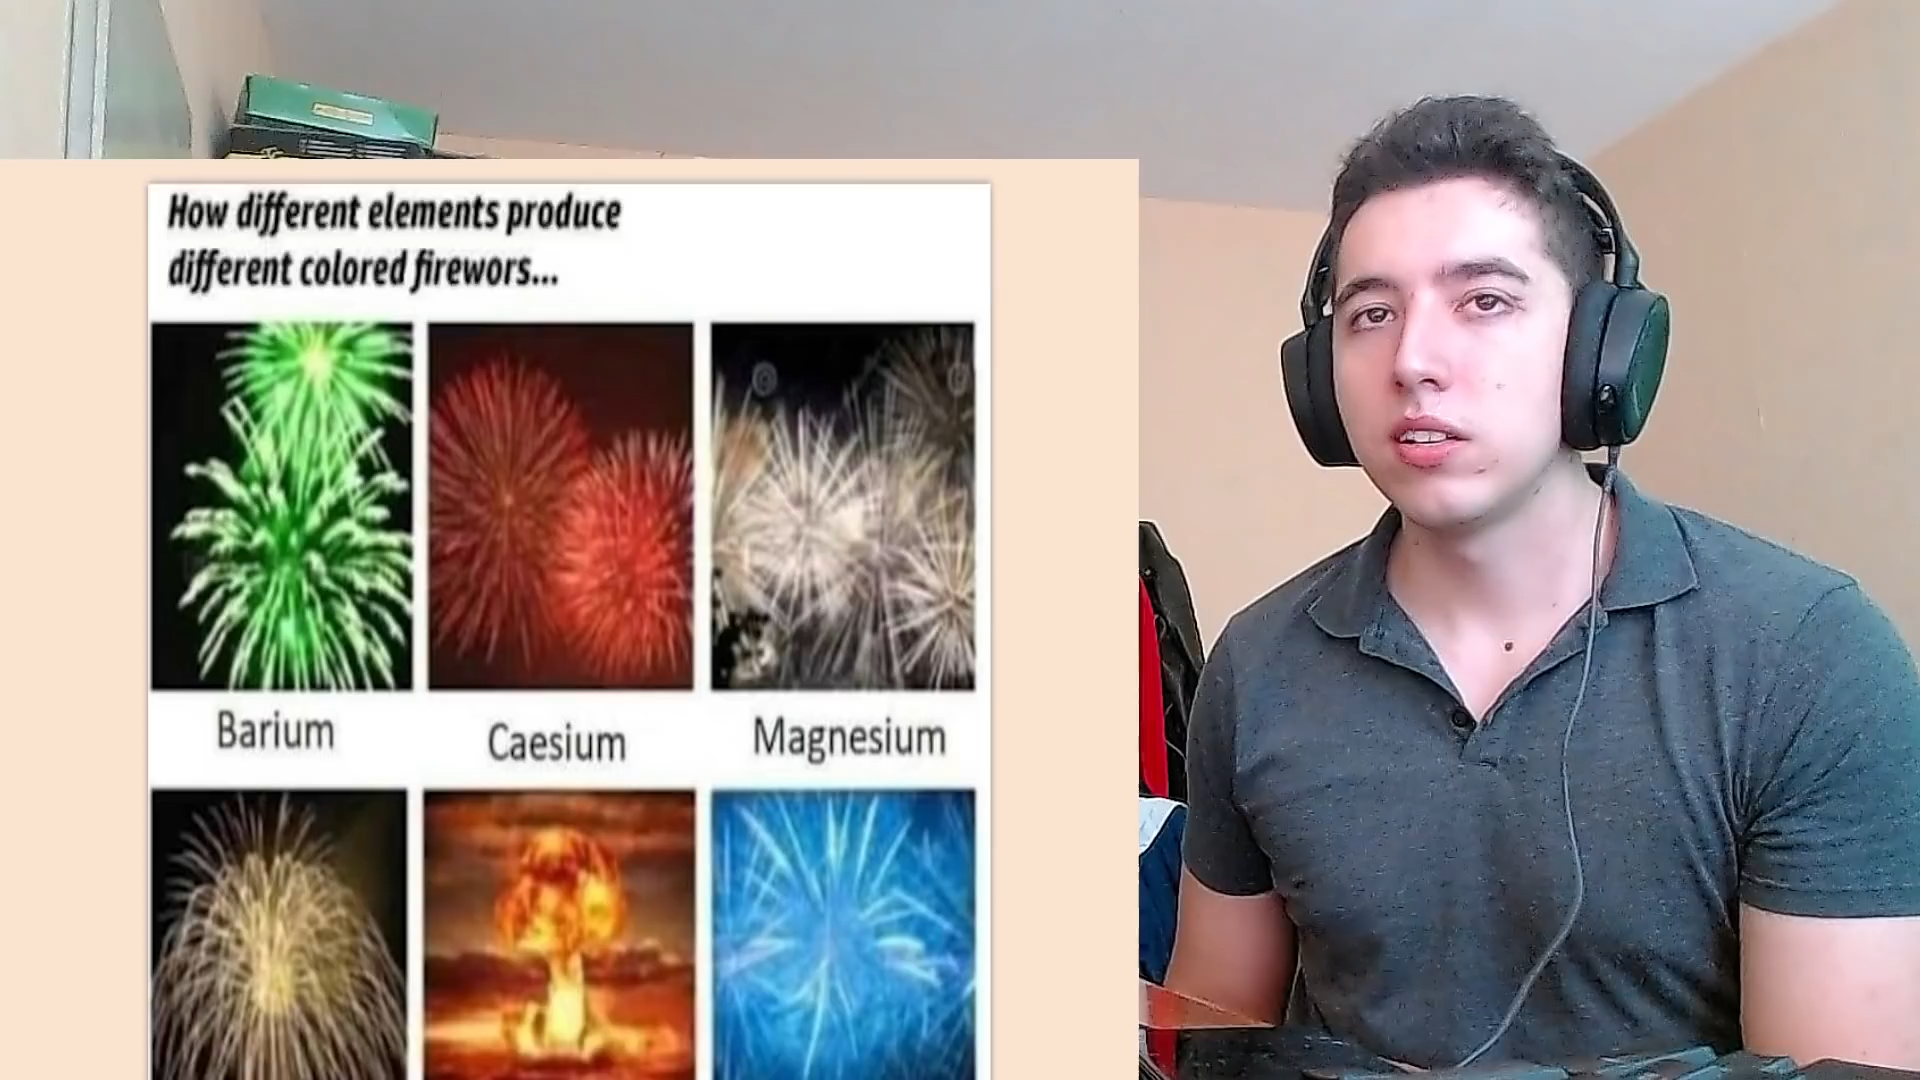 How different elements produce
different colored firewors...
Barium
Caesium
Magnesium